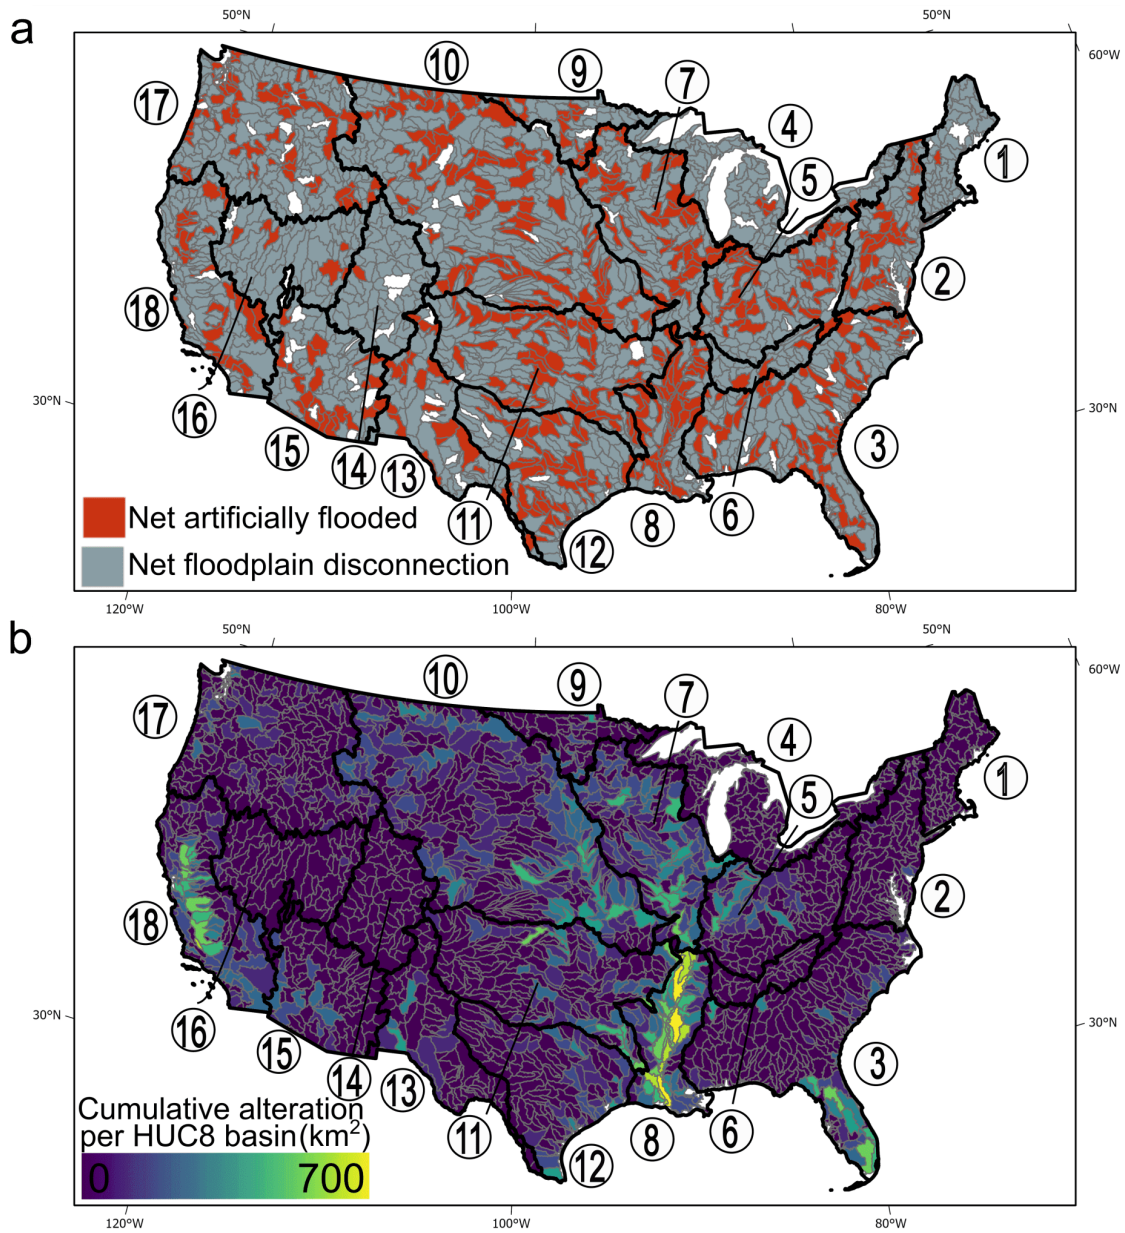 a
50°N
50°N
60°W
10
9
7
17
4
5
1
2
18
30°N
30°N
16
15
14
13
3
11
6
8
12
Net artificially flooded
Net floodplain disconnection
120°W
100°W
80°W
b
50°N
50°N
60°W
10
9
7
17
4
5
1
2
18
30°N
30°N
16
15
14
13
3
11
6
8
12
Cumulative alteration
per HUC8 basin(km²)
0
700
120°W
100°W
80°W